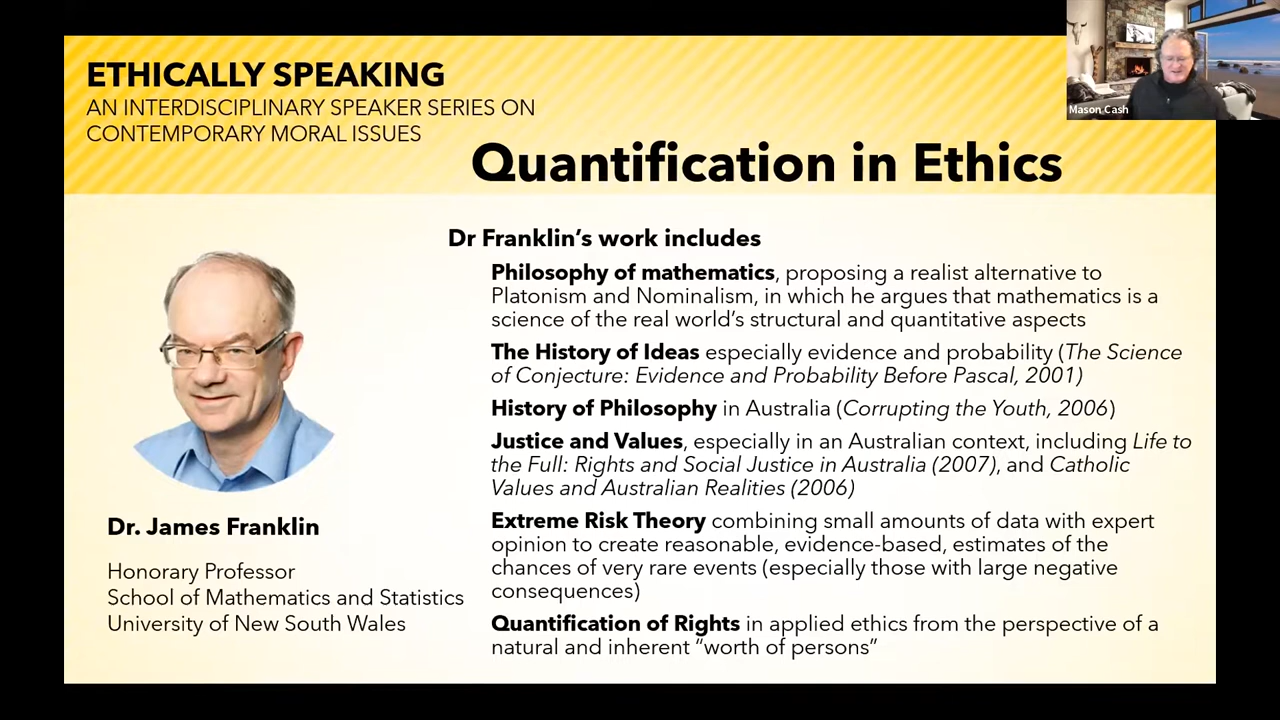 ETHICALLY SPEAKING
AN INTERDISCIPLINARY SPEAKER SERIES ON
CONTEMPORARY MORAL ISSUES
Quantification in Ethics
Mason Cash
Dr Franklin’s work includes
Philosophy of mathematics, proposing a realist alternative to
Platonism and Nominalism, in which he argues that mathematics is a
science of the real world’s structural and quantitative aspects
The History of Ideas especially evidence and probability (The Science
of Conjecture: Evidence and Probability Before Pascal, 2001)
History of Philosophy in Australia (Corrupting the Youth, 2006)
Justice and Values, especially in an Australian context, including Life to
the Full: Rights and Social Justice in Australia (2007), and Catholic
Values and Australian Realities (2006)
Extreme Risk Theory combining small amounts of data with expert
opinion to create reasonable, evidence-based, estimates of the
chances of very rare events (especially those with large negative
consequences)
Quantification of Rights in applied ethics from the perspective of a
natural and inherent “worth of persons”
Dr. James Franklin
Honorary Professor
School of Mathematics and Statistics
University of New South Wales